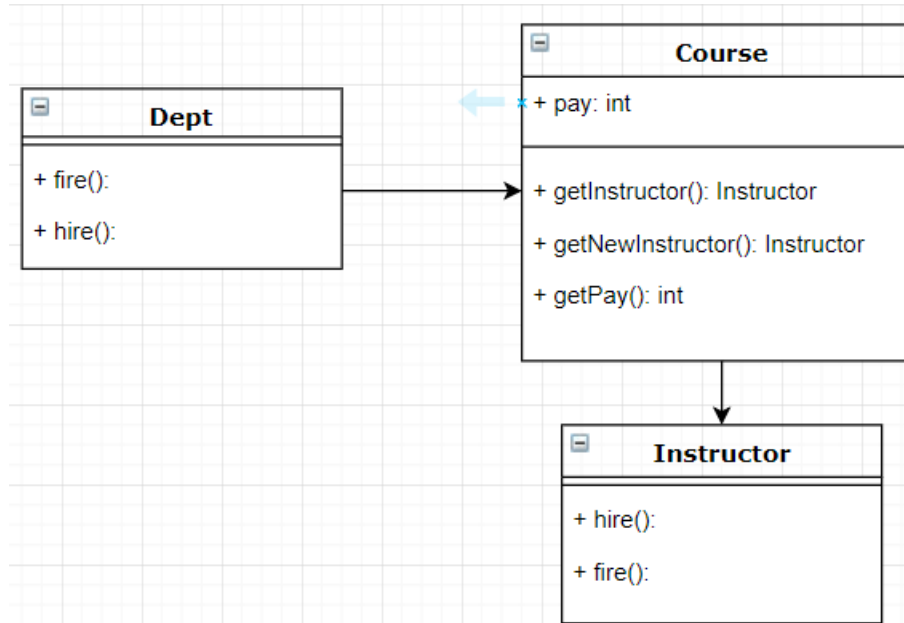 Dept
+ fire():
+ hire():
Course
+ pay: int
+ getInstructor(): Instructor
+ getNewInstructor(): Instructor
+ getPay(): int
Instructor
+ hire():
+ fire():